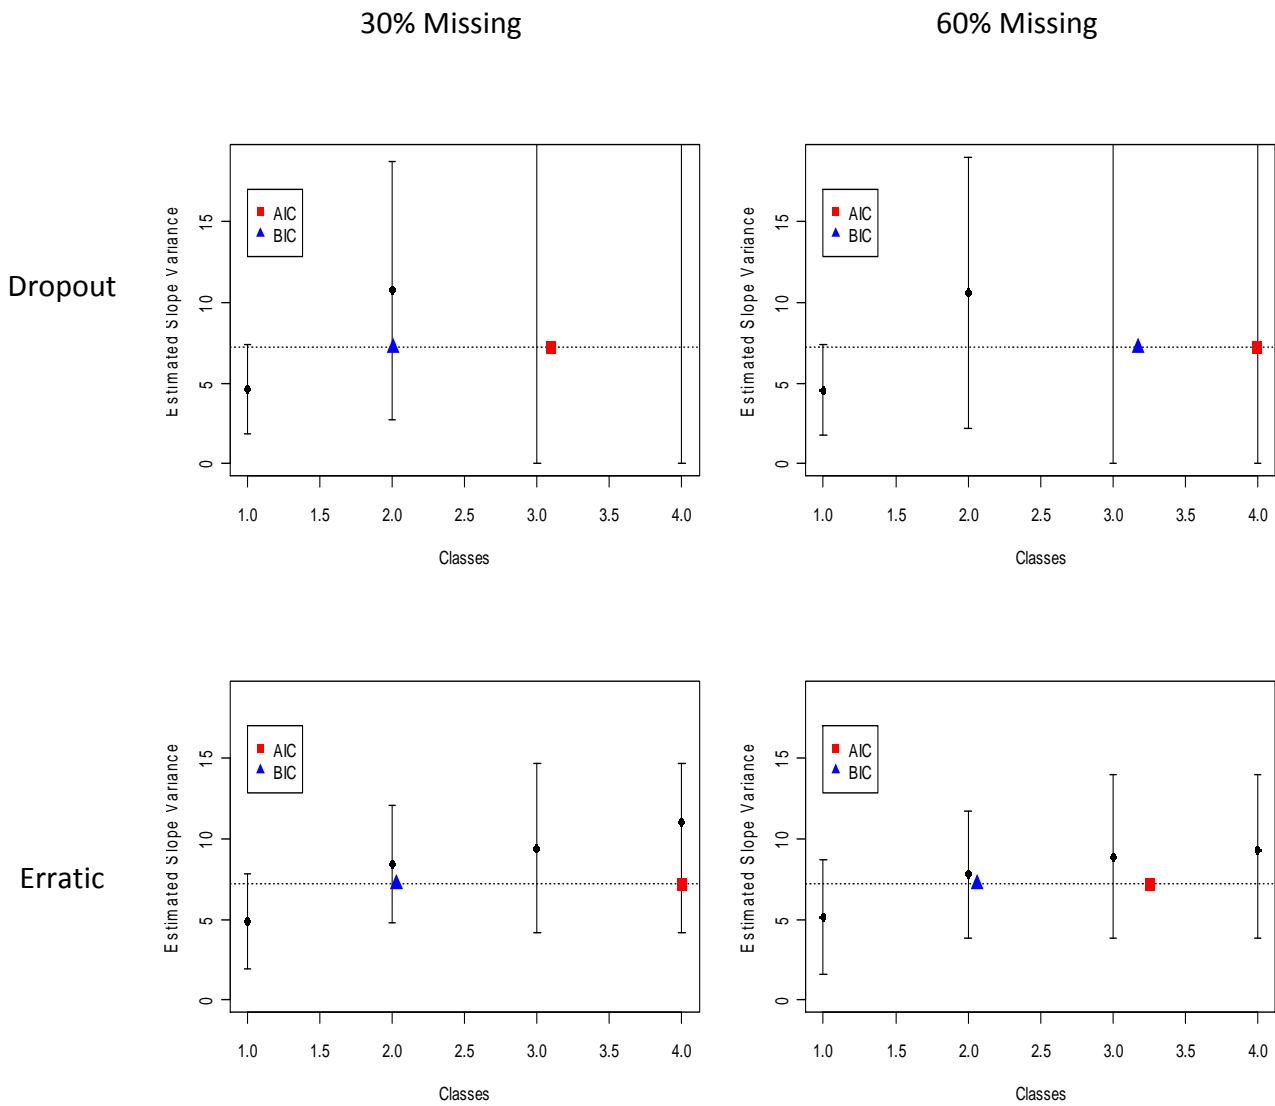 30% Missing 60% Missing
Dropout
Estimated Slope Variance
15
10
5
0
AIC
BIC
1.0 1.5 2.0 2.5 3.0 3.5 4.0
Classes
Estimated Slope Variance
15
10
5
0
AIC
BIC
1.0 1.5 2.0 2.5 3.0 3.5 4.0
Classes
Erratic
Estimated Slope Variance
15
10
5
0
AIC
BIC
1.0 1.5 2.0 2.5 3.0 3.5 4.0
Classes
Estimated Slope Variance
15
10
5
0
AIC
BIC
1.0 1.5 2.0 2.5 3.0 3.5 4.0
Classes